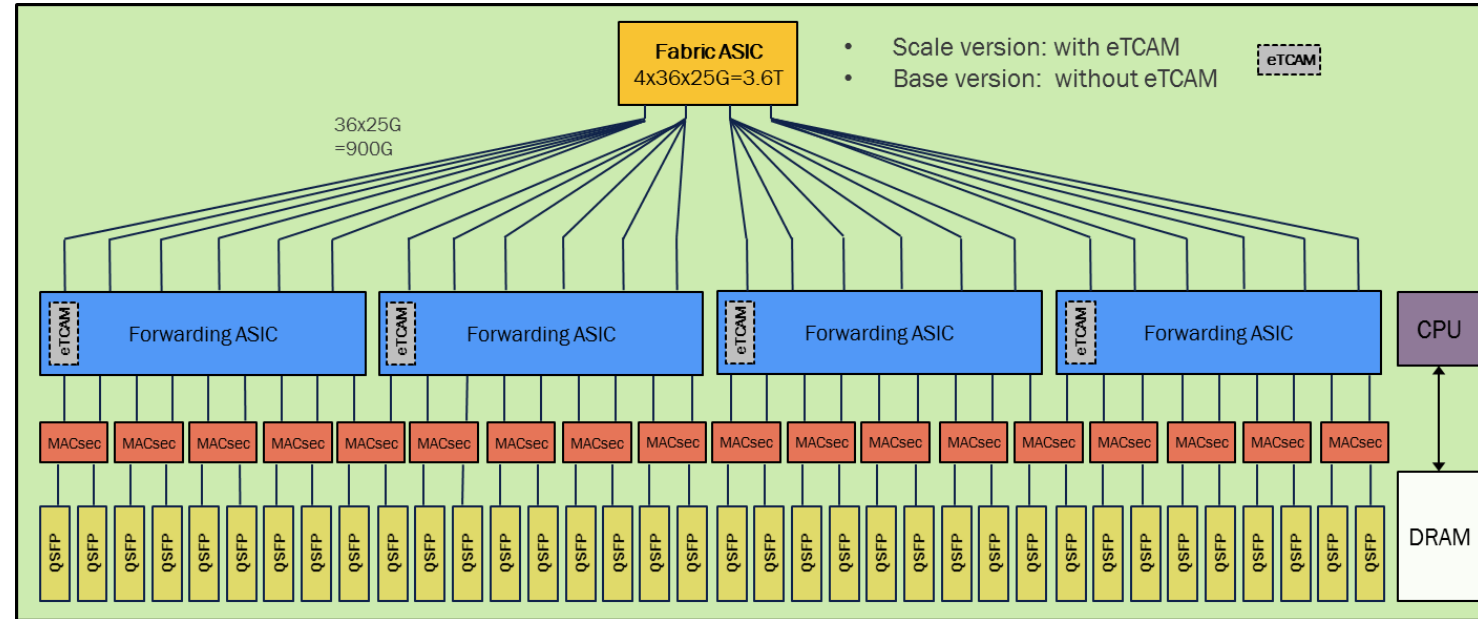 Fabric ASIC
4x36x25G=3.6T
• Scale version: with eTCAM
• Base version: without eTCAM
eTCAM
36x25G
=900G
eTCAM Forwarding ASIC eTCAM Forwarding ASIC eTCAM Forwarding ASIC eTCAM Forwarding ASIC CPU
MACsec MACsec MACsec MACsec MACsec MACsec MACsec MACsec MACsec MACsec MACsec MACsec MACsec MACsec MACsec MACsec MACsec MACsec
QSFP QSFP QSFP QSFP QSFP QSFP QSFP QSFP QSFP QSFP QSFP QSFP QSFP QSFP QSFP QSFP QSFP QSFP QSFP QSFP QSFP QSFP QSFP QSFP QSFP QSFP QSFP QSFP QSFP QSFP QSFP QSFP QSFP QSFP QSFP QSFP DRAM